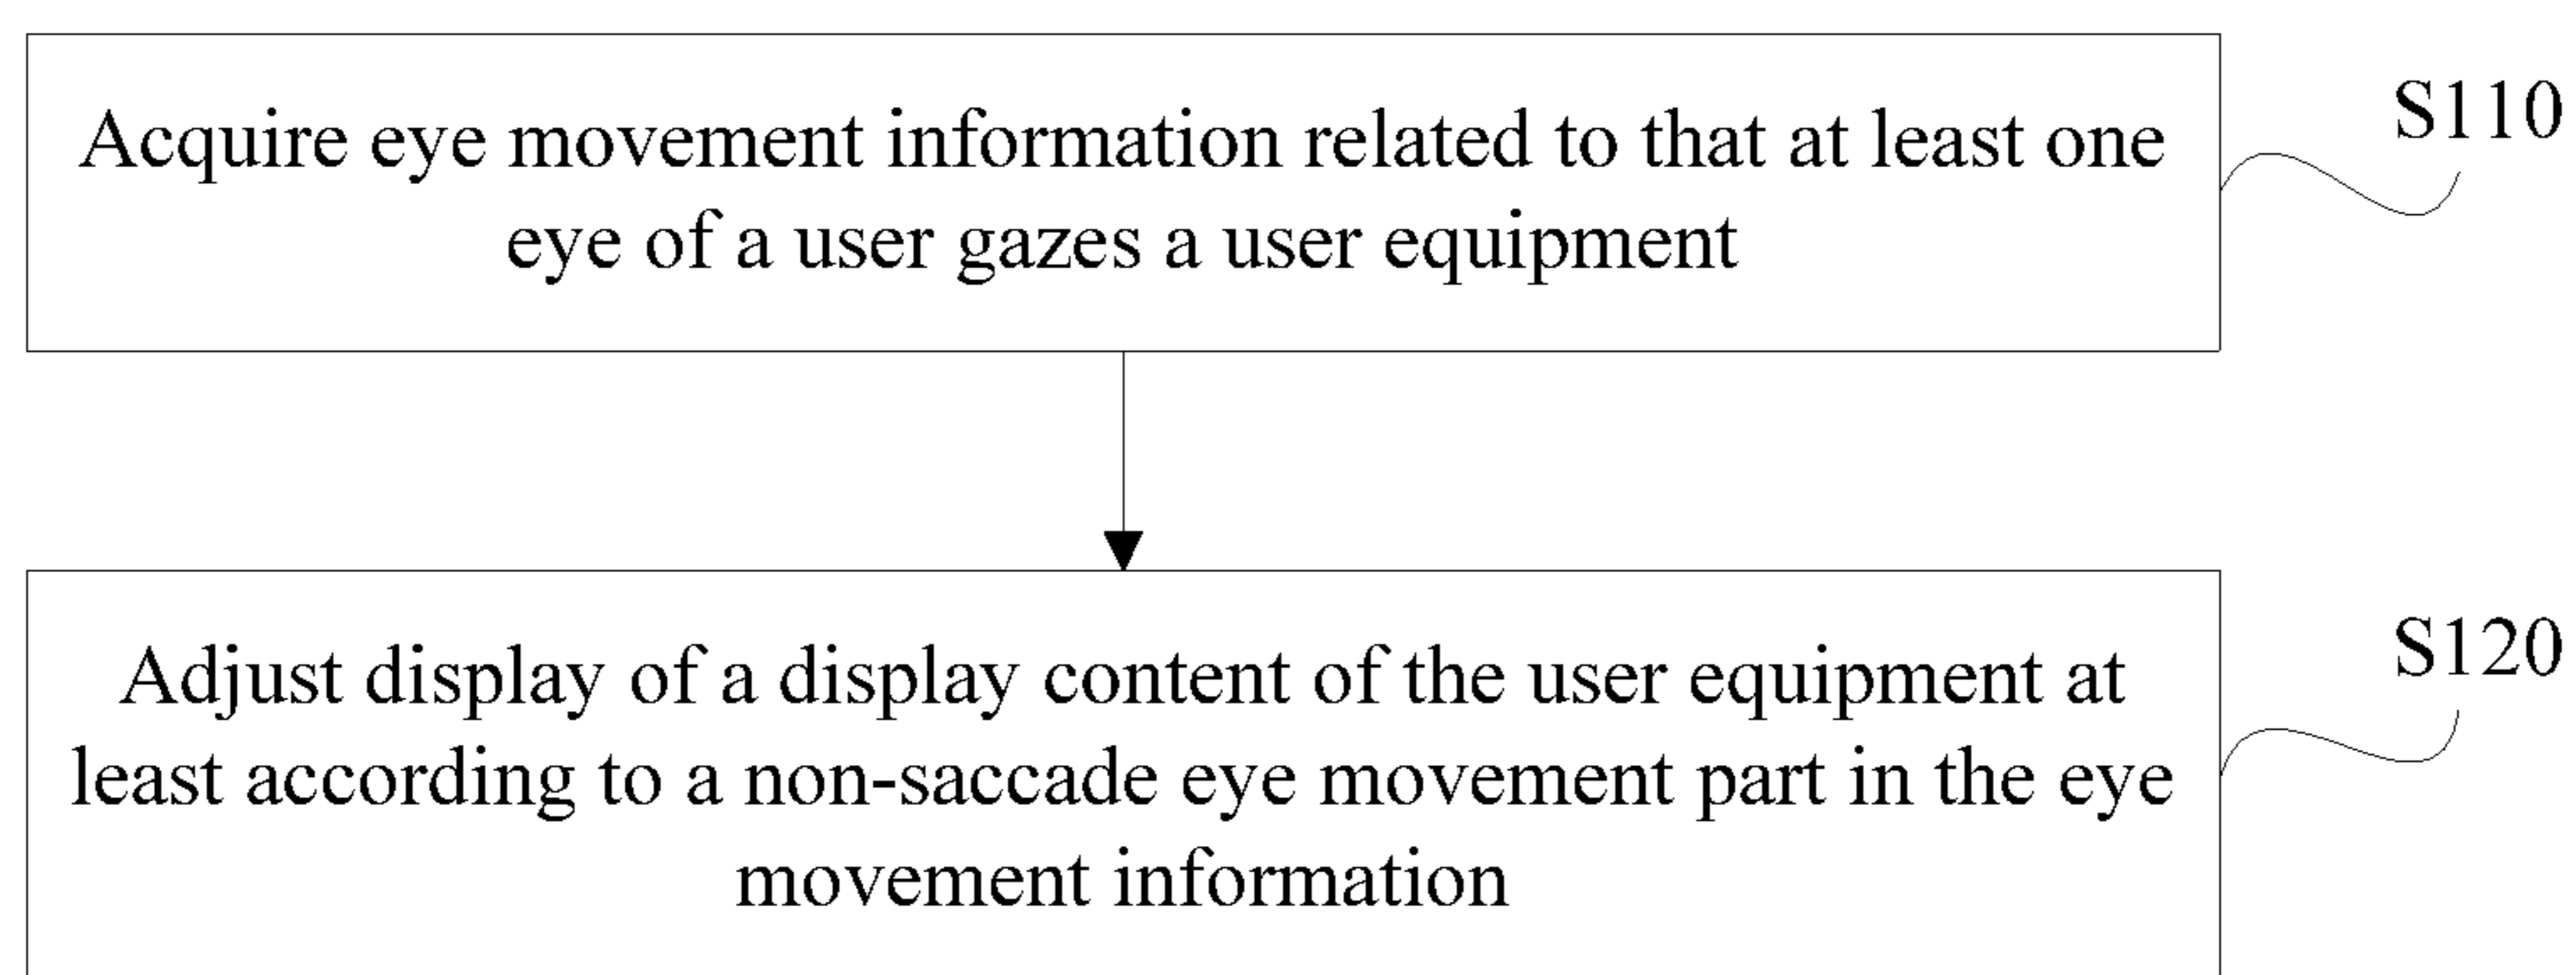 Acquire eye movement information related to that at least one
eye of a user gazes a user equipment
S110
Adjust display of a display content of the user equipment at
least according to a non-saccade eye movement part in the eye
movement information
S120